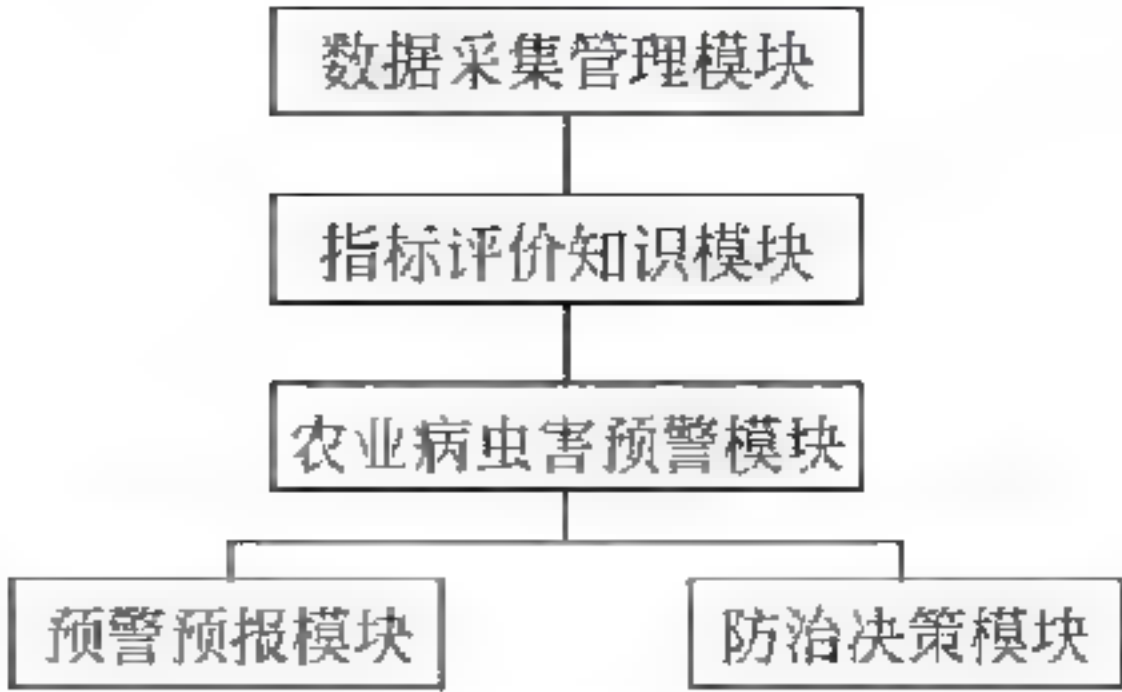 数据采集管理模块
指标评价知识模块
农业病虫害预警模块
预警预报模块
防治决策模块